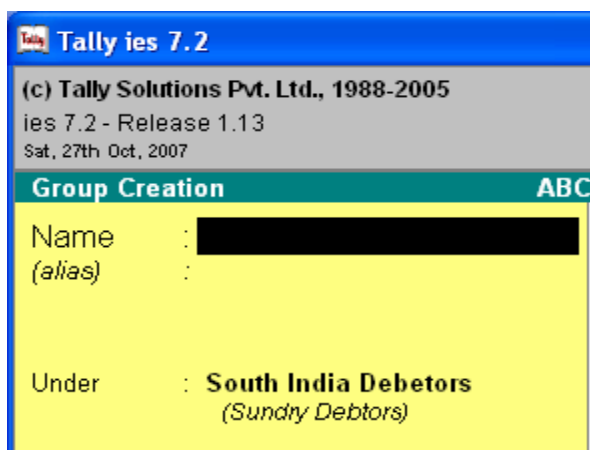 Tally Tally ies 7.2
(c) Tally Solutions Pvt. Ltd., 1988-2005
ies 7.2 - Release 1.13
Sat, 27th Oct, 2007
Group Creation ABC
Name :
(alias) :
Under : South India Debetors
(Sundry Debtors)